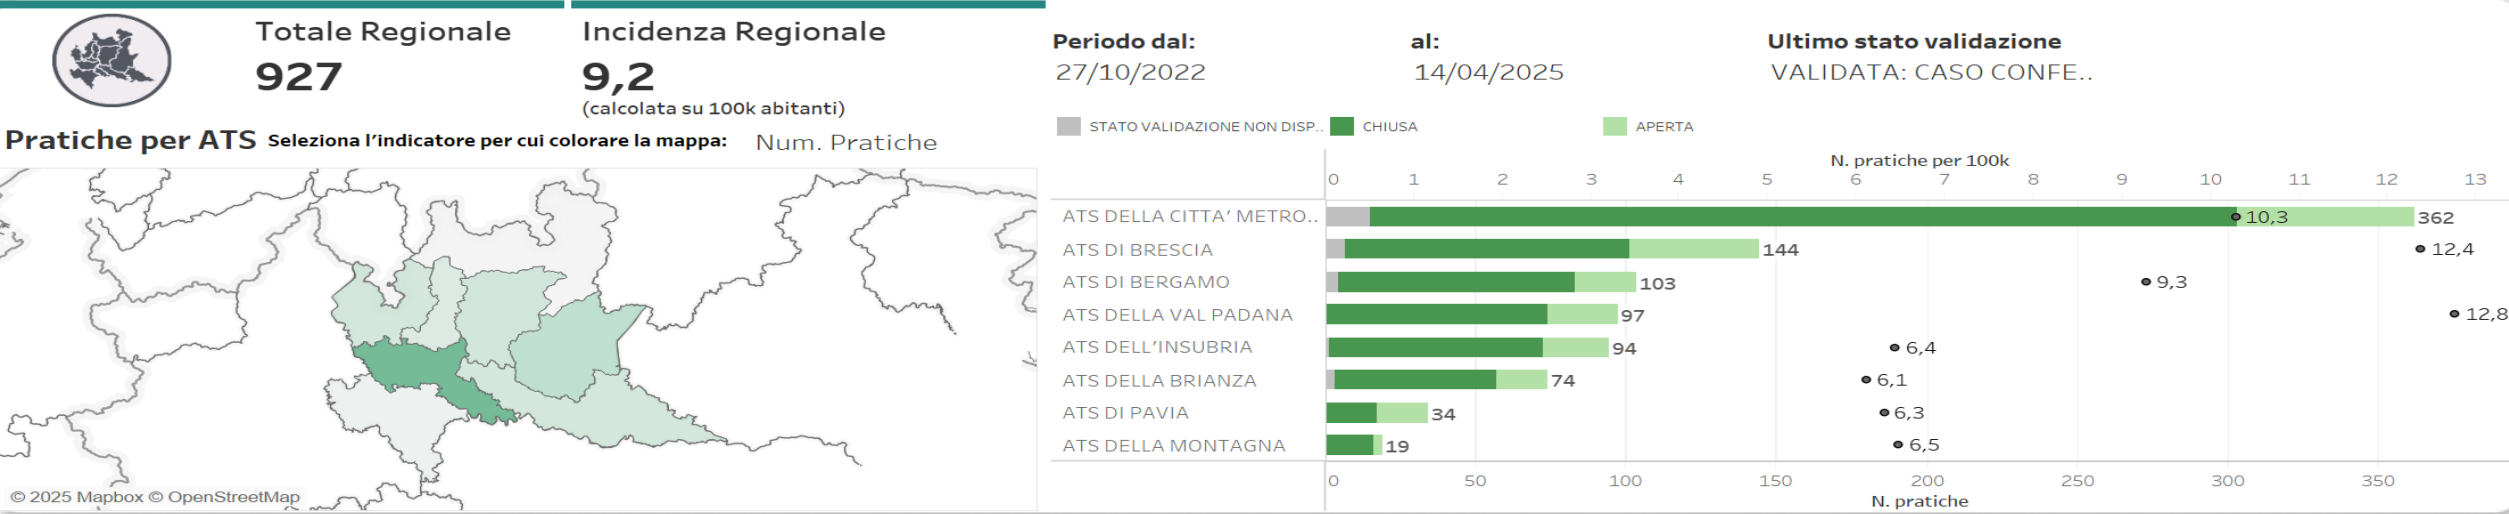 Totale Regionale
927
Incidenza Regionale
9,2
(calcolata su 100k abitanti)
Periodo dal:
27/10/2022
al:
14/04/2025
Ultimo stato validazione
VALIDATA: CASO CONFE..
Pratiche per ATS
Seleziona l'indicatore per cui colorare la mappa:
Num. Pratiche
© 2025 Mapbox © OpenStreetMap
STATO VALIDAZIONE NON DISP..
CHIUSA
APERTA
N. pratiche per 100k
0 1 2 3 4 5 6 7 8 9 10 11 12 13
ATS DELLA CITTA' METRO.. 10,3 362
ATS DI BRESCIA 144 12,4
ATS DI BERGAMO 103 9,3
ATS DELLA VAL PADANA 97 12,8
ATS DELL'INSUBRIA 94 6,4
ATS DELLA BRIANZA 74 6,1
ATS DI PAVIA 34 6,3
ATS DELLA MONTAGNA 19 6,5
0 50 100 150 200 250 300 350
N. pratiche